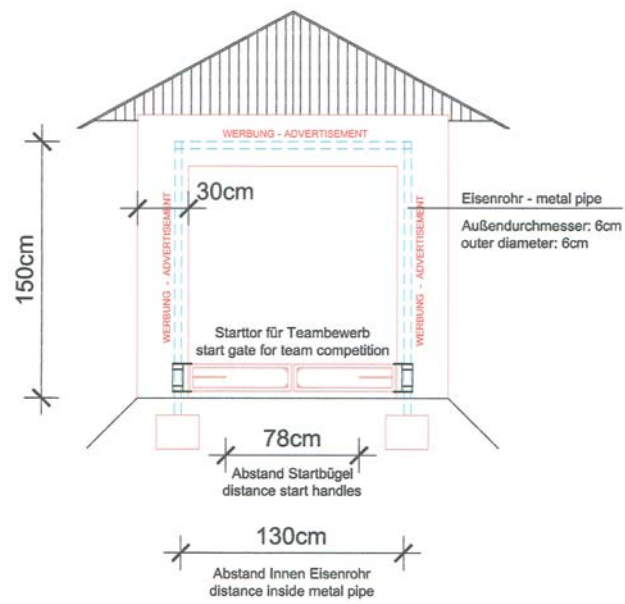 WERBUNG - ADVERTISEMENT
30cm
WERBUNG - ADVERTISEMENT
WERBUNG - ADVERTISEMENT
Eisenrohr - metal pipe
Außendurchmesser: 6cm
outer diameter: 6cm
150cm
Starttor für Teambewerb
start gate for team competition
78cm
Abstand Startbügel
distance start handles
130cm
Abstand Innen Eisenrohr
distance inside metal pipe